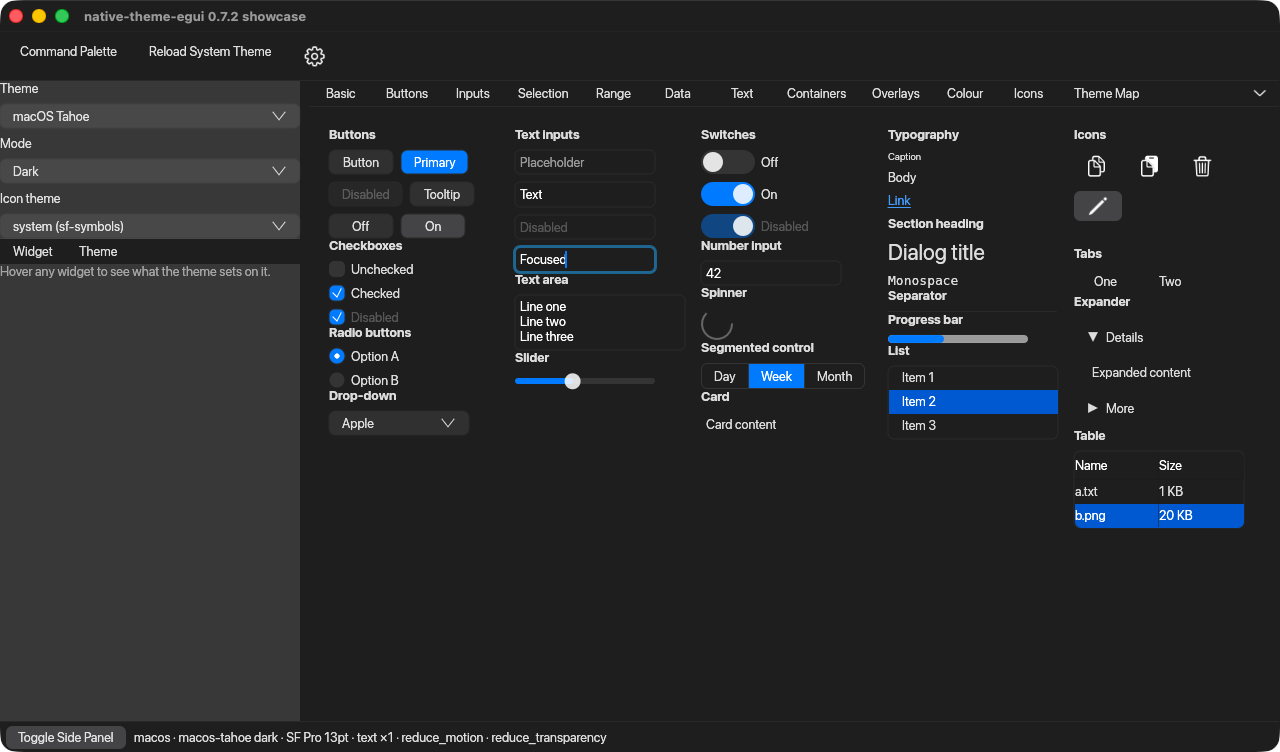 native-theme-egui 0.7.2 showcase
Command Palette
Reload System Theme
Theme
macOS Tahoe
Mode
Dark
Icon theme
system (sf-symbols)
Widget
Theme
Hover any widget to see what the theme sets on it.
Basic
Buttons
Inputs
Selection
Range
Data
Text
Containers
Overlays
Colour
Icons
Theme Map
Buttons
Button
Primary
Disabled
Tooltip
Off
On
Checkboxes
Unchecked
Checked
Disabled
Radio buttons
Option A
Option B
Drop-down
Apple
Text inputs
Placeholder
Text
Disabled
Focused
Text area
Line one
Line two
Line three
Slider
Switches
Off
On
Disabled
Number input
42
Spinner
Segmented control
Day
Week
Month
Card
Card content
Typography
Caption
Body
Link
Section heading
Dialog title
Monospace
Separator
Progress bar
List
Item 1
Item 2
Item 3
Icons
Tabs
One
Two
Expander
Details
Expanded content
More
Table
Name Size
a.txt 1 KB
b.png 20 KB
Toggle Side Panel
macos · macos-tahoe dark · SF Pro 13pt · text ×1 · reduce_motion · reduce_transparency